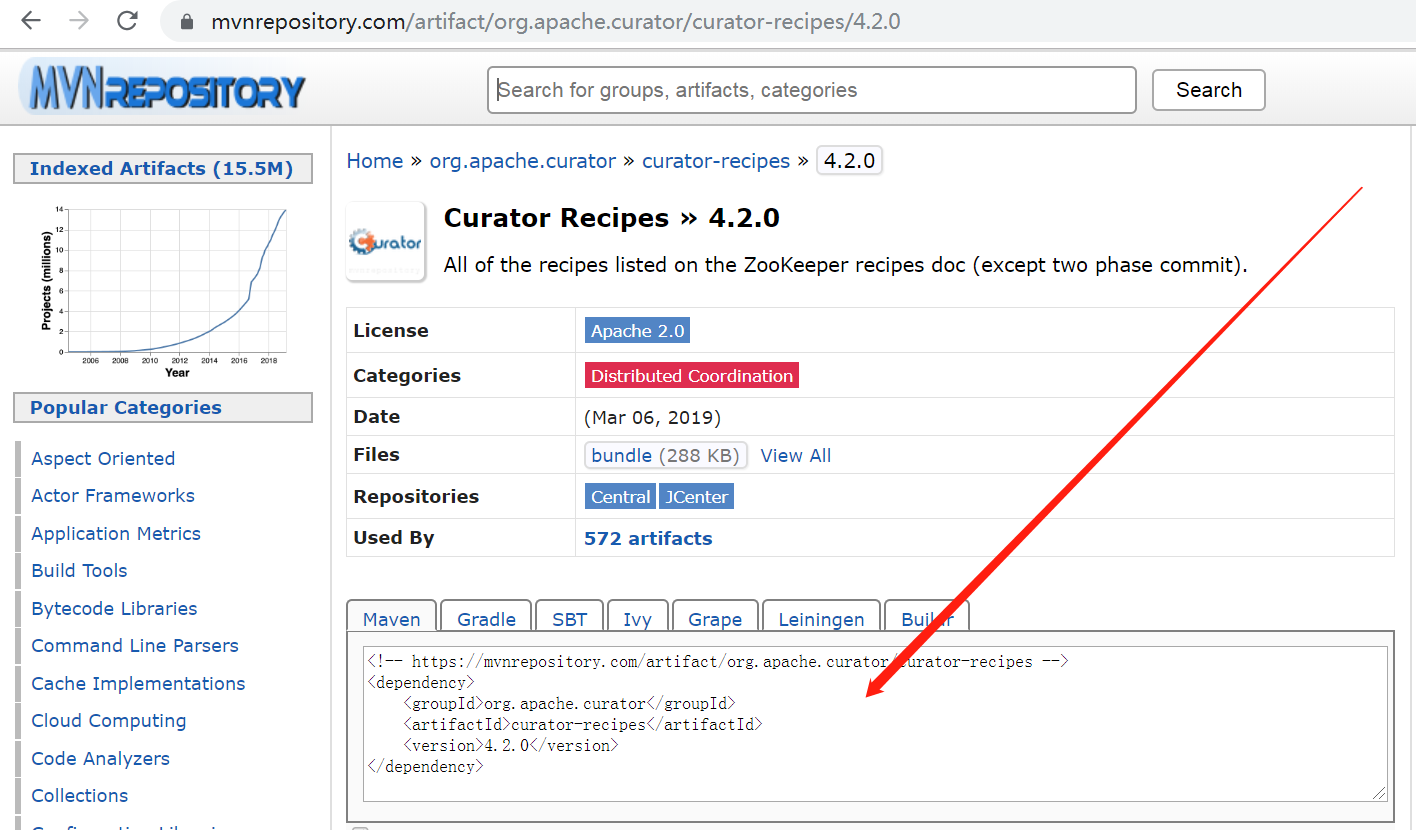 mvnrepository.com/artifact/org.apache.curator/curator-recipes/4.2.0
MVNREPOSITORY
Search for groups, artifacts, categories
Search
Indexed Artifacts (15.5M)
Projects (millions)
14
12
10
8
6
4
2
0
2006 2008 2010 2012 2014 2016 2018
Year
Popular Categories
Aspect Oriented
Actor Frameworks
Application Metrics
Build Tools
Bytecode Libraries
Command Line Parsers
Cache Implementations
Cloud Computing
Code Analyzers
Collections
Home » org.apache.curator » curator-recipes » 4.2.0
Curator
Curator Recipes » 4.2.0
All of the recipes listed on the ZooKeeper recipes doc (except two phase commit).
License Apache 2.0
Categories Distributed Coordination
Date (Mar 06, 2019)
Files bundle (288 KB) View All
Repositories Central JCenter
Used By 572 artifacts
Maven Gradle SBT Ivy Grape Leiningen Buildr
<!-- https://mvnrepository.com/artifact/org.apache.curator/curator-recipes -->
<dependency>
<groupId>org.apache.curator</groupId>
<artifactId>curator-recipes</artifactId>
<version>4.2.0</version>
</dependency>